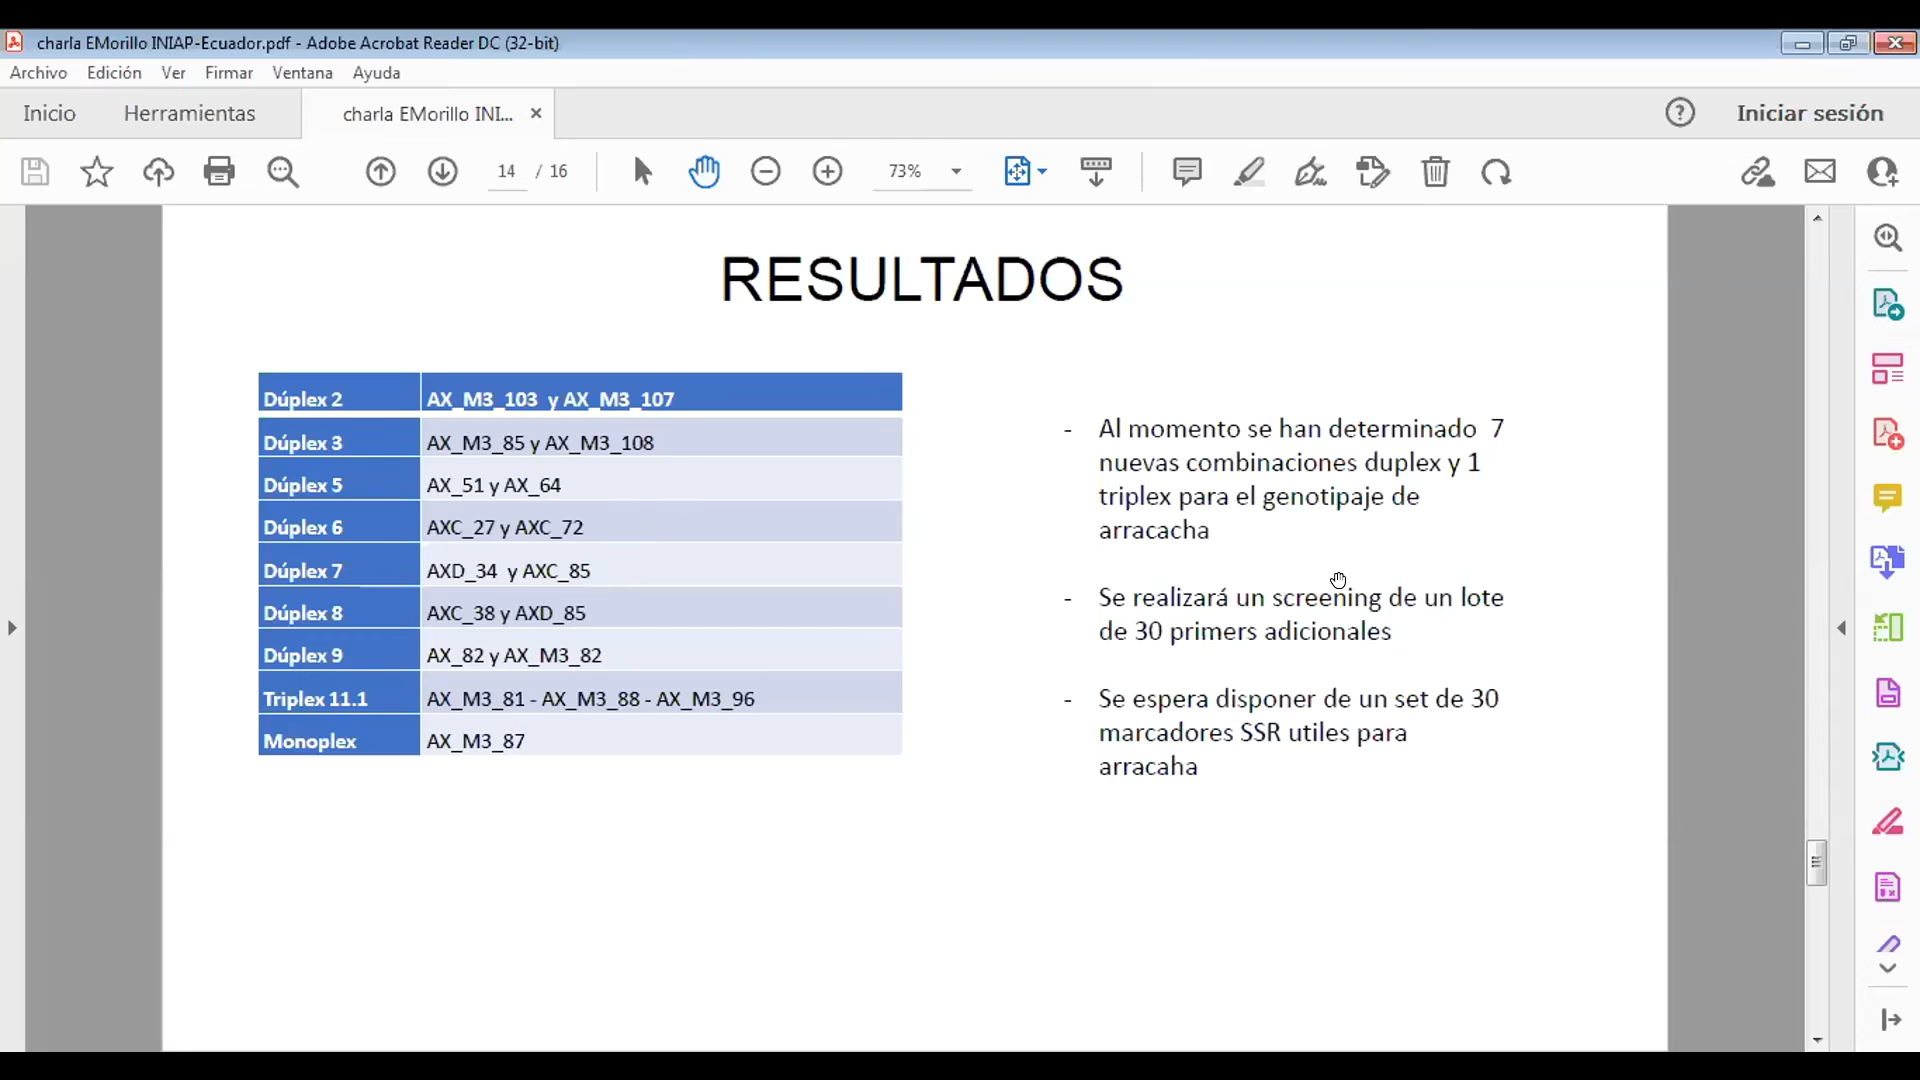 charla EMorillo INIAP-Ecuador.pdf - Adobe Acrobat Reader DC (32-bit)
Archivo Edición Ver Firmar Ventana Ayuda
Inicio Herramientas charla EMorillo INI... × Iniciar sesión
14 / 16 73%
RESULTADOS
Dúplex 2 AX_M3_103 y AX_M3_107
Dúplex 3 AX_M3_85 y AX_M3_108
Dúplex 5 AX_51 y AX_64
Dúplex 6 AXC_27 y AXC_72
Dúplex 7 AXD_34 y AXC_85
Dúplex 8 AXC_38 y AXD_85
Dúplex 9 AX_82 y AX_M3_82
Triplex 11.1 AX_M3_81 - AX_M3_88 - AX_M3_96
Monoplex AX_M3_87
- Al momento se han determinado 7
nuevas combinaciones duplex y 1
triplex para el genotipaje de
arracacha
- Se realizará un screening de un lote
de 30 primers adicionales
- Se espera disponer de un set de 30
marcadores SSR utiles para
arracaha